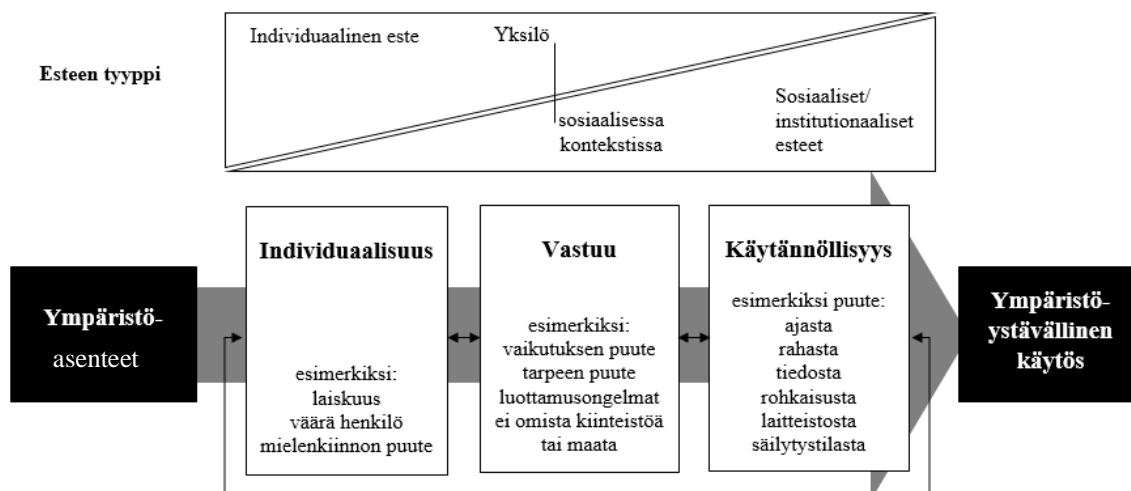 Esteen tyyppi
Individuaalinen este
Yksilö
sosiaalisessa
kontekstissa
Sosiaaliset/
institutionaaliset
esteet
Ympäristö-
asenteet
Individuaalisuus
esimerkiksi:
laiskuus
väärä henkilö
mielenkiinnon puute
Vastuu
esimerkiksi:
vaikutuksen puute
tarpeen puute
luottamusongelmat
ei omista kiinteistöä
tai maata
Käytännöllisyys
esimerkiksi puute:
ajasta
rahasta
tiedosta
rohkaisusta
laitteistosta
säilytystilasta
Ympäristö-
ystävällinen
käytös